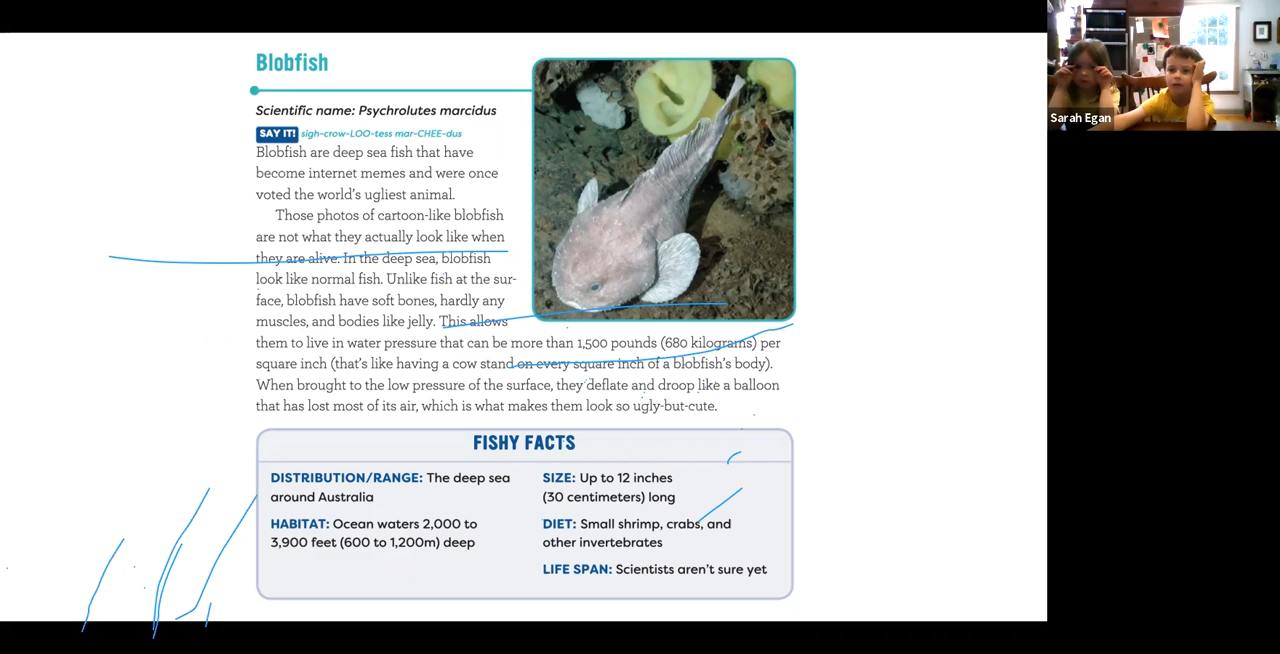 Blobfish
Scientific name: Psychrolutes marcidus
SAY IT! sigh-crow-LOO-tess mar-CHEE-dus
Blobfish are deep sea fish that have
become internet memes and were once
voted the world's ugliest animal.
Those photos of cartoon-like blobfish
are not what they actually look like when
they are alive. In the deep sea, blobfish
look like normal fish. Unlike fish at the sur-
face, blobfish have soft bones, hardly any
muscles, and bodies like jelly. This allows
them to live in water pressure that can be more than 1,500 pounds (680 kilograms) per
square inch (that's like having a cow stand on every square inch of a blobfish's body).
When brought to the low pressure of the surface, they deflate and droop like a balloon
that has lost most of its air, which is what makes them look so ugly-but-cute.
FISHY FACTS
DISTRIBUTION/RANGE: The deep sea
around Australia
HABITAT: Ocean waters 2,000 to
3,900 feet (600 to 1,200m) deep
SIZE: Up to 12 inches
(30 centimeters) long
DIET: Small shrimp, crabs, and
other invertebrates
LIFE SPAN: Scientists aren't sure yet
Sarah Egan